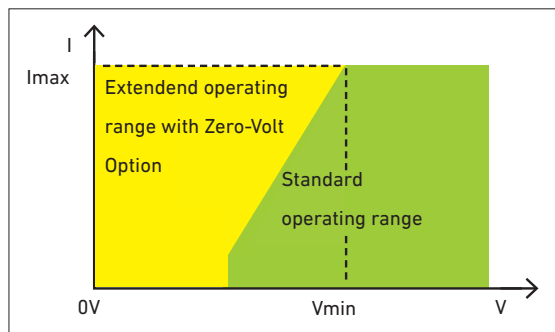 I
Imax
Extendend operating
range with Zero-Volt
Option
Standard
operating range
0V
Vmin
V